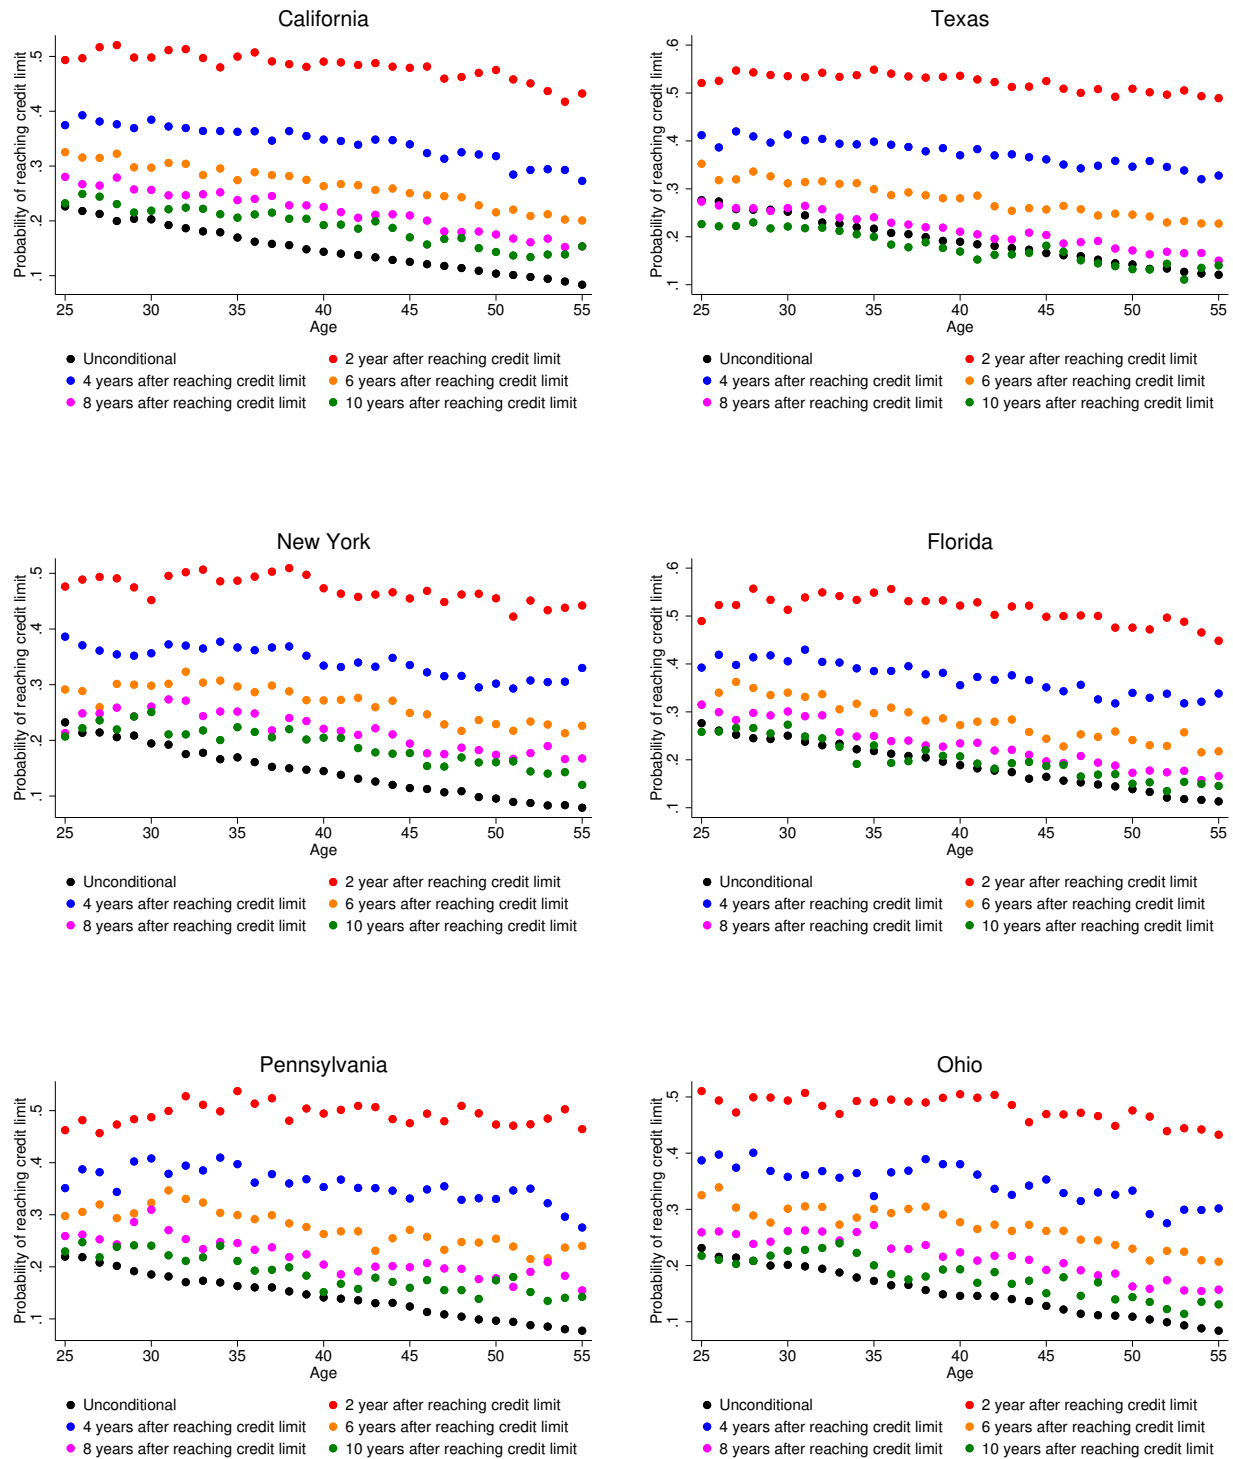 California
Probability of reaching credit limit
.1 .2 .3 .4 .5
25 30 35 40 45 50 55
Age
Unconditional 2 year after reaching credit limit
4 years after reaching credit limit 6 years after reaching credit limit
8 years after reaching credit limit 10 years after reaching credit limit
Texas
Probability of reaching credit limit
.1 .2 .3 .4 .5 .6
25 30 35 40 45 50 55
Age
Unconditional 2 year after reaching credit limit
4 years after reaching credit limit 6 years after reaching credit limit
8 years after reaching credit limit 10 years after reaching credit limit
New York
Probability of reaching credit limit
.1 .2 .3 .4 .5
25 30 35 40 45 50 55
Age
Unconditional 2 year after reaching credit limit
4 years after reaching credit limit 6 years after reaching credit limit
8 years after reaching credit limit 10 years after reaching credit limit
Florida
Probability of reaching credit limit
.1 .2 .3 .4 .5 .6
25 30 35 40 45 50 55
Age
Unconditional 2 year after reaching credit limit
4 years after reaching credit limit 6 years after reaching credit limit
8 years after reaching credit limit 10 years after reaching credit limit
Pennsylvania
Probability of reaching credit limit
.1 .2 .3 .4 .5
25 30 35 40 45 50 55
Age
Unconditional 2 year after reaching credit limit
4 years after reaching credit limit 6 years after reaching credit limit
8 years after reaching credit limit 10 years after reaching credit limit
Ohio
Probability of reaching credit limit
.1 .2 .3 .4 .5
25 30 35 40 45 50 55
Age
Unconditional 2 year after reaching credit limit
4 years after reaching credit limit 6 years after reaching credit limit
8 years after reaching credit limit 10 years after reaching credit limit